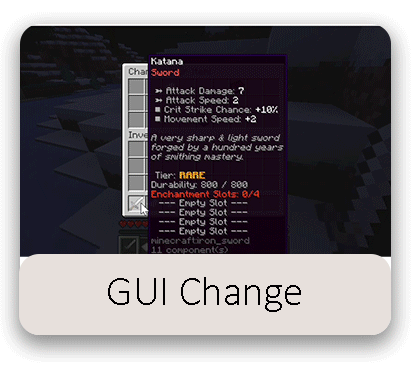 Katana
Sword
Cha
➳ Attack Damage: 7
➳ Attack Speed: 2
■ Crit Strike Chance: +10%
■ Movement Speed: +2
Inve
A very sharp & light sword
forged by a hundred years
of smithing mastery.
Tier: RARE
Durability: 800 / 800
Enchantment Slots: 0/4
--- Empty Slot ---
--- Empty Slot ---
--- Empty Slot ---
--- Empty Slot ---
minecraft:iron_sword
11 component(s)
GUI Change